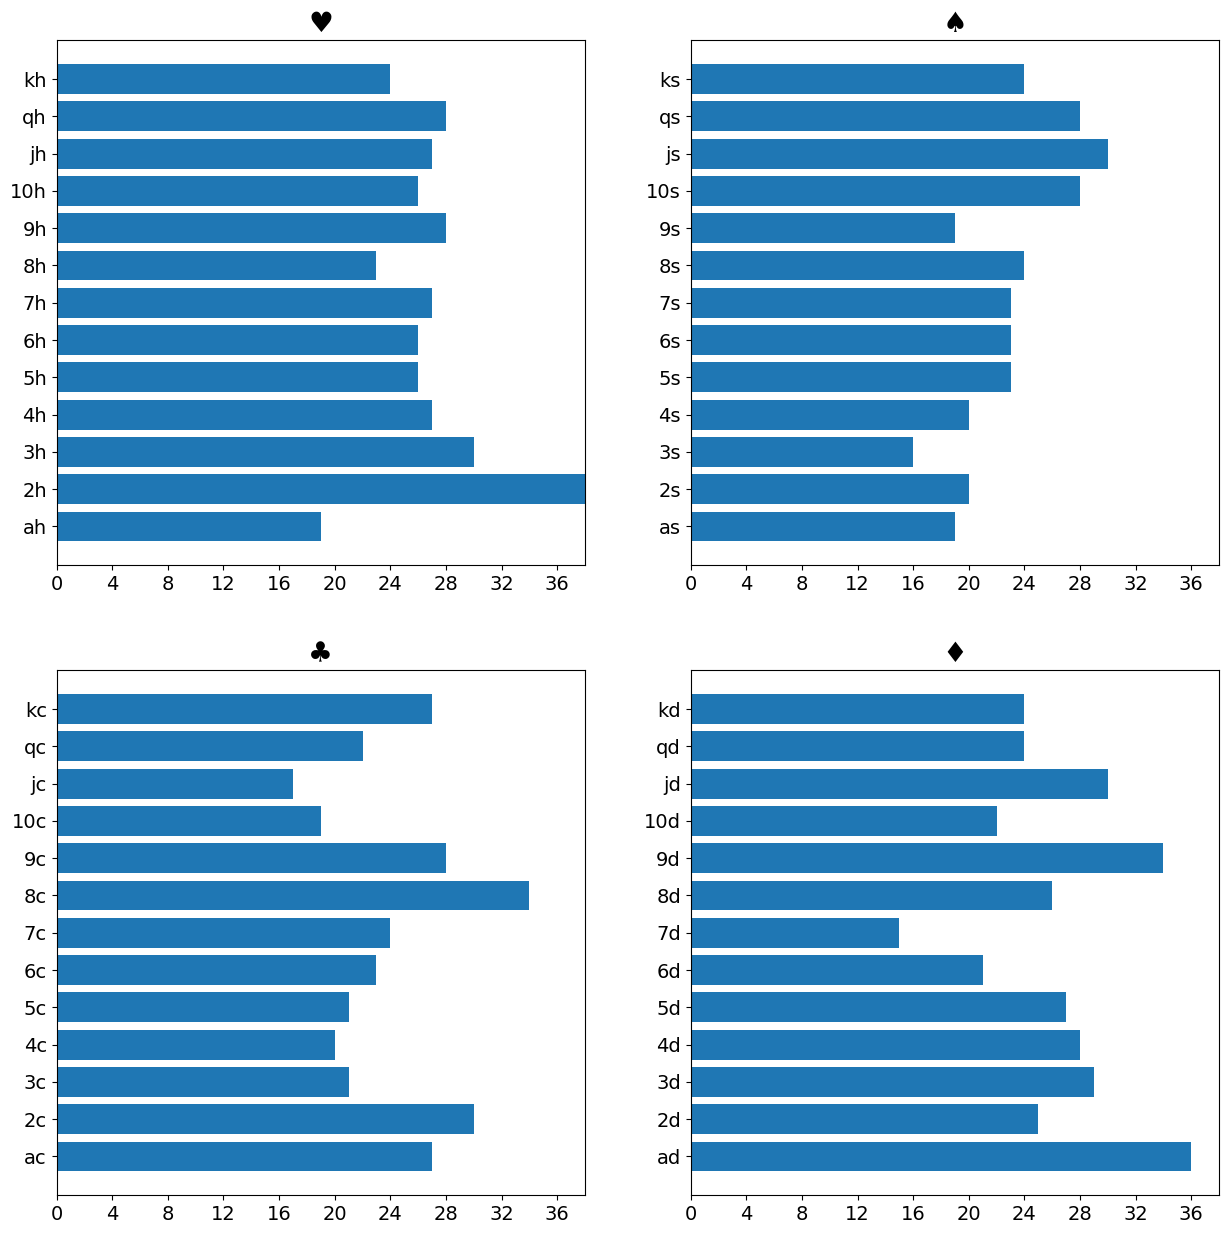 ♥
kh
qh
jh
10h
9h
8h
7h
6h
5h
4h
3h
2h
ah
0 4 8 12 16 20 24 28 32 36
♠
ks
qs
js
10s
9s
8s
7s
6s
5s
4s
3s
2s
as
0 4 8 12 16 20 24 28 32 36
♣
kc
qc
jc
10c
9c
8c
7c
6c
5c
4c
3c
2c
ac
0 4 8 12 16 20 24 28 32 36
♦
kd
qd
jd
10d
9d
8d
7d
6d
5d
4d
3d
2d
ad
0 4 8 12 16 20 24 28 32 36